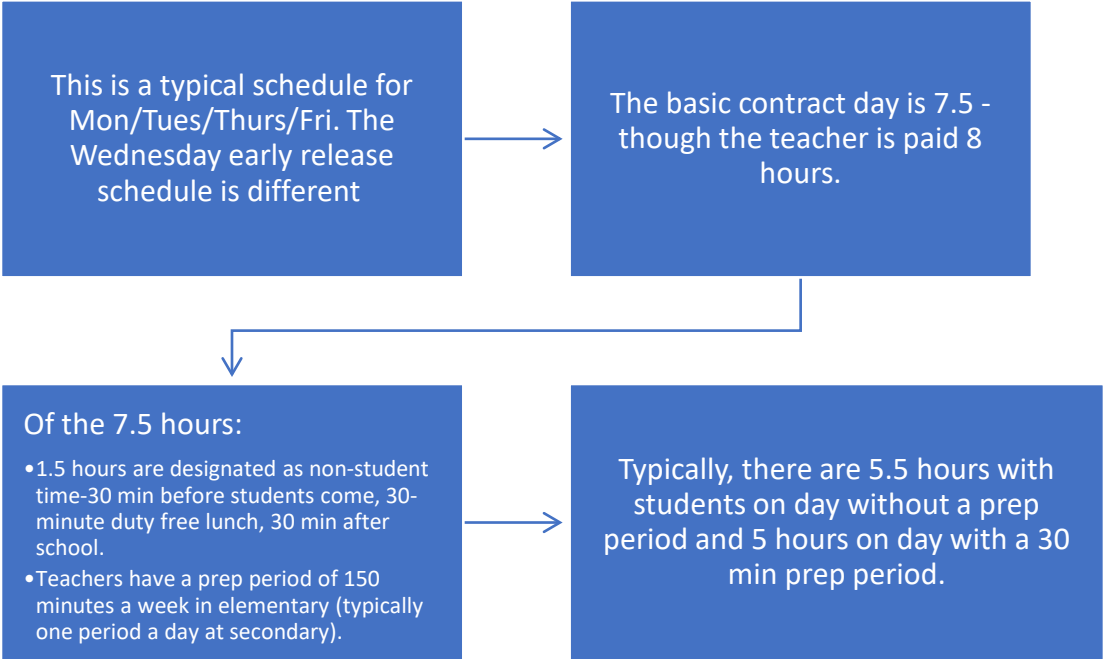 This is a typical schedule for
Mon/Tues/Thurs/Fri. The
Wednesday early release
schedule is different
The basic contract day is 7.5 -
though the teacher is paid 8
hours.
Of the 7.5 hours:
•1.5 hours are designated as non-student
time-30 min before students come, 30-
minute duty free lunch, 30 min after
school.
•Teachers have a prep period of 150
minutes a week in elementary (typically
one period a day at secondary).
Typically, there are 5.5 hours with
students on day without a prep
period and 5 hours on day with a 30
min prep period.